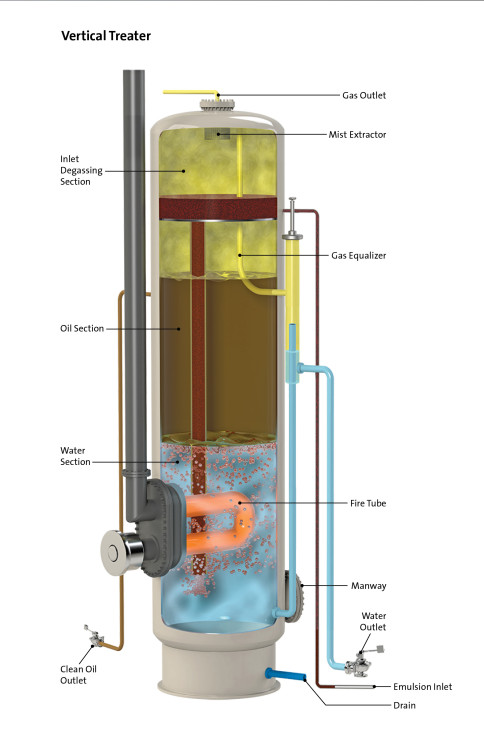 Vertical Treater
Gas Outlet
Mist Extractor
Inlet
Degassing
Section
Gas Equalizer
Oil Section
Water
Section
Fire Tube
Manway
Water
Outlet
Clean Oil
Outlet
Emulsion Inlet
Drain